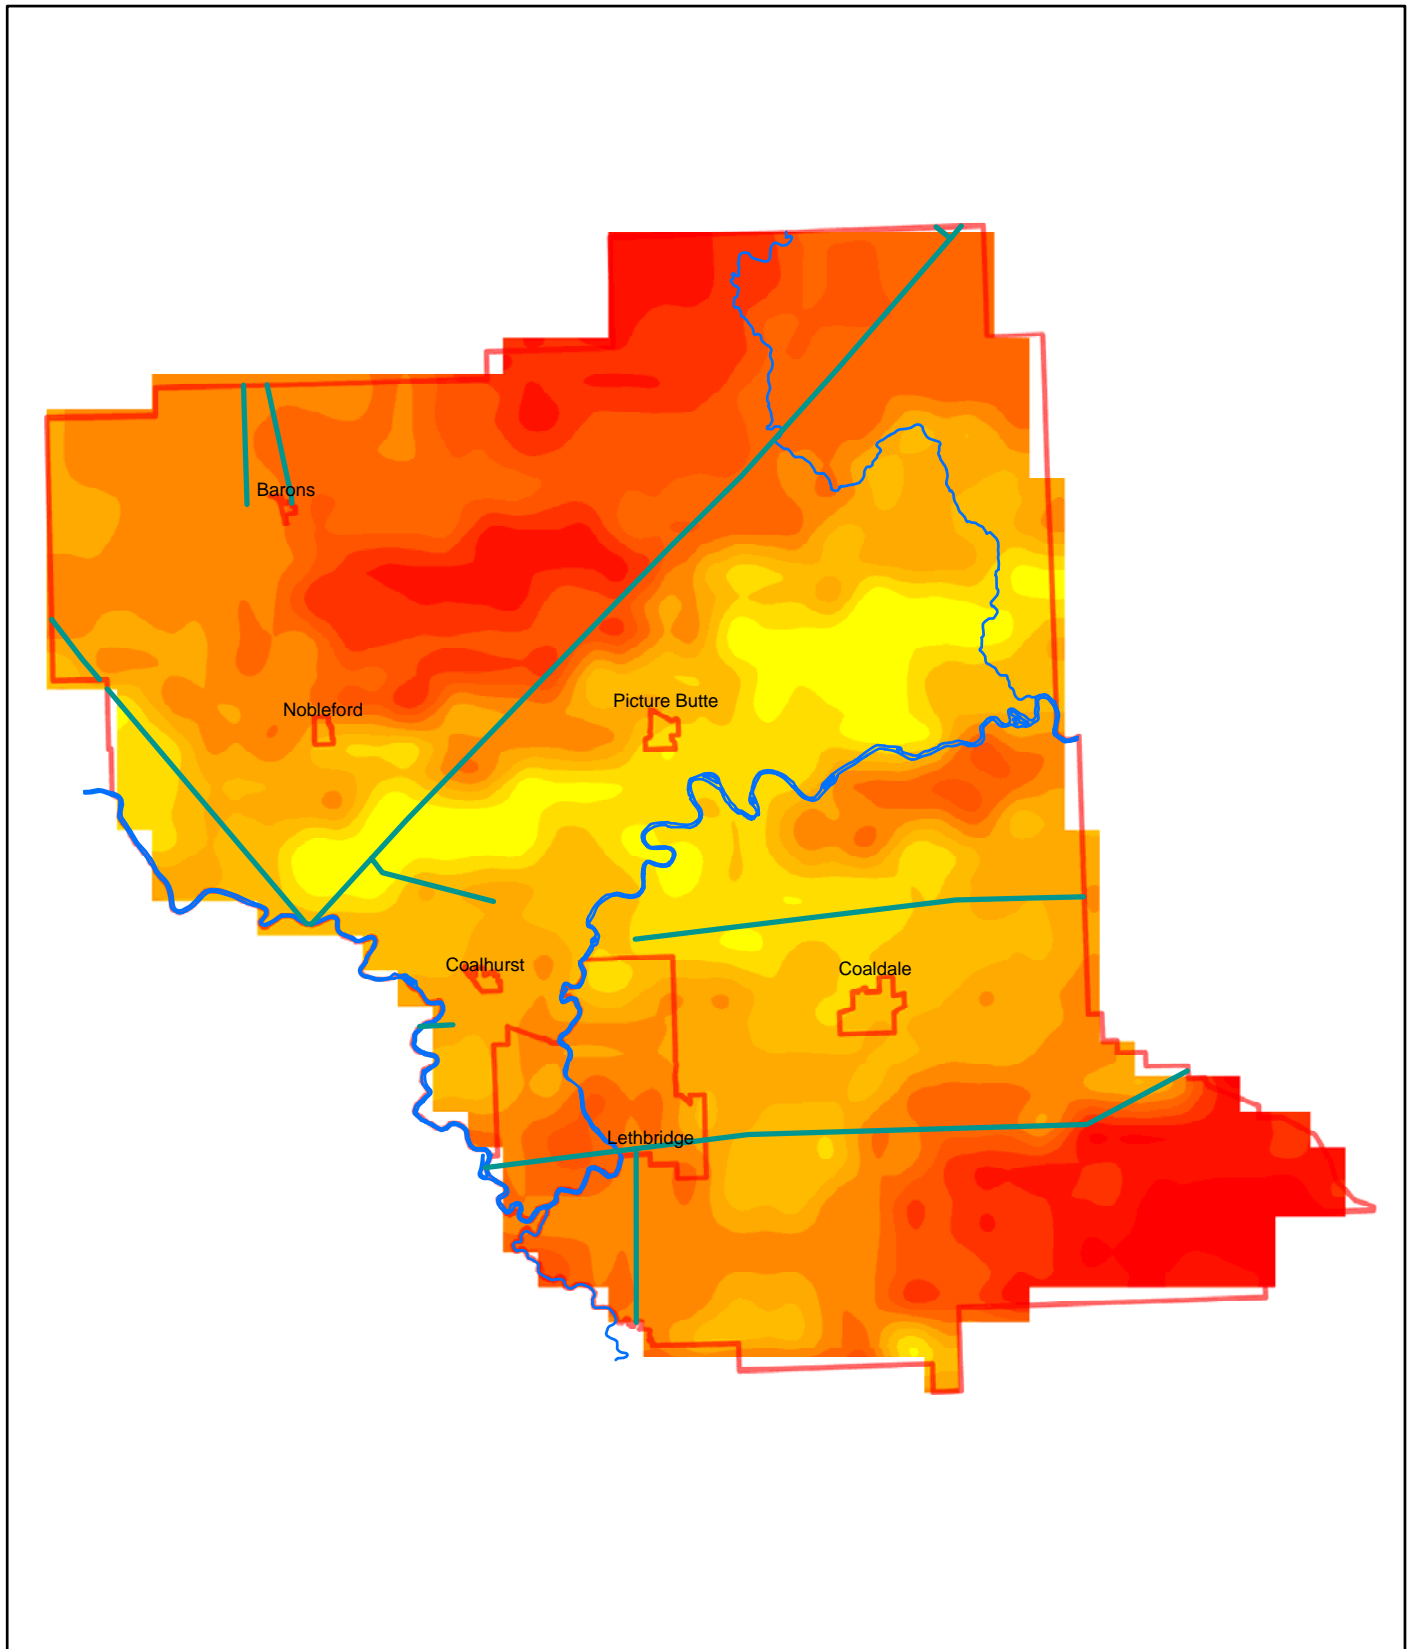 Barons
Nobleford
Picture Butte
Coalhurst
Coaldale
Lethbridge